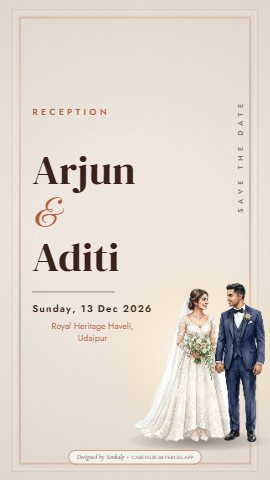 RECEPTION
SAVE THE DATE
Arjun
&
Aditi
Sunday, 13 Dec 2026
Royal Heritage Haveli,
Udaipur
Designed by Sankalp • CARDALBUM.VERCEL.APP